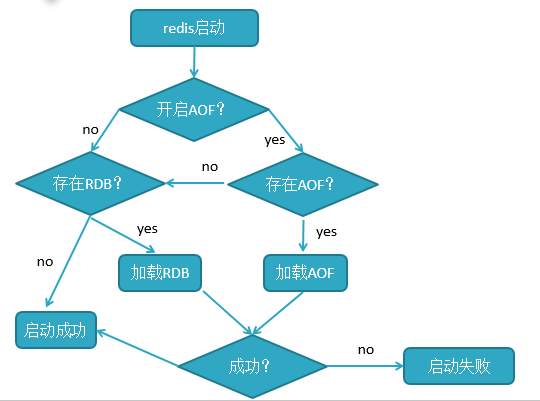 redis启动
开启AOF？
no
yes
存在RDB？
no
存在AOF？
yes
yes
no
加载RDB
加载AOF
启动成功
成功？
no
启动失败